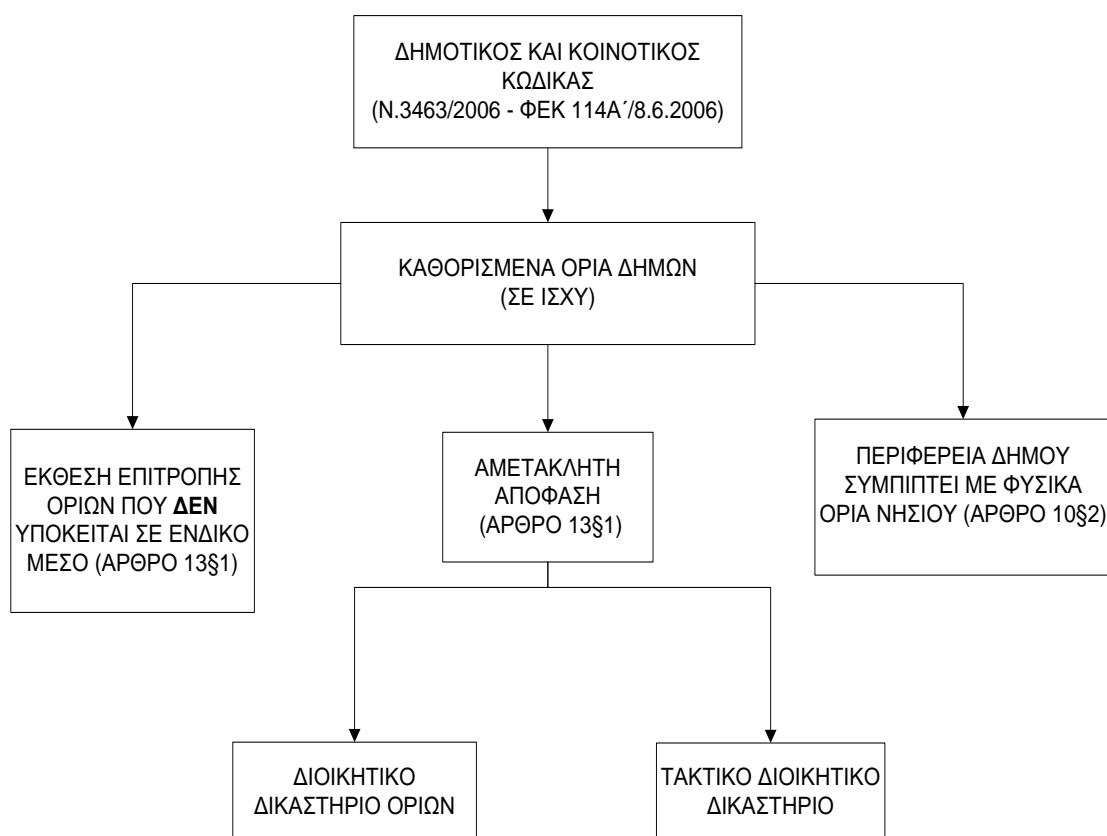 ΔΗΜΟΤΙΚΟΣ ΚΑΙ ΚΟΙΝΟΤΙΚΟΣ
ΚΩΔΙΚΑΣ
(Ν.3463/2006 - ΦΕΚ 114Α΄/8.6.2006)
ΚΑΘΟΡΙΣΜΕΝΑ ΟΡΙΑ ΔΗΜΩΝ
(ΣΕ ΙΣΧΥ)
ΕΚΘΕΣΗ ΕΠΙΤΡΟΠΗΣ
ΟΡΙΩΝ ΠΟΥ ΔΕΝ
ΥΠΟΚΕΙΤΑΙ ΣΕ ΕΝΔΙΚΟ
ΜΕΣΟ (ΑΡΘΡΟ 13§1)
ΑΜΕΤΑΚΛΗΤΗ
ΑΠΟΦΑΣΗ
(ΑΡΘΡΟ 13§1)
ΠΕΡΙΦΕΡΕΙΑ ΔΗΜΟΥ
ΣΥΜΠΙΠΤΕΙ ΜΕ ΦΥΣΙΚΑ
ΟΡΙΑ ΝΗΣΙΟΥ (ΑΡΘΡΟ 10§2)
ΔΙΟΙΚΗΤΙΚΟ
ΔΙΚΑΣΤΗΡΙΟ ΟΡΙΩΝ
ΤΑΚΤΙΚΟ ΔΙΟΙΚΗΤΙΚΟ
ΔΙΚΑΣΤΗΡΙΟ